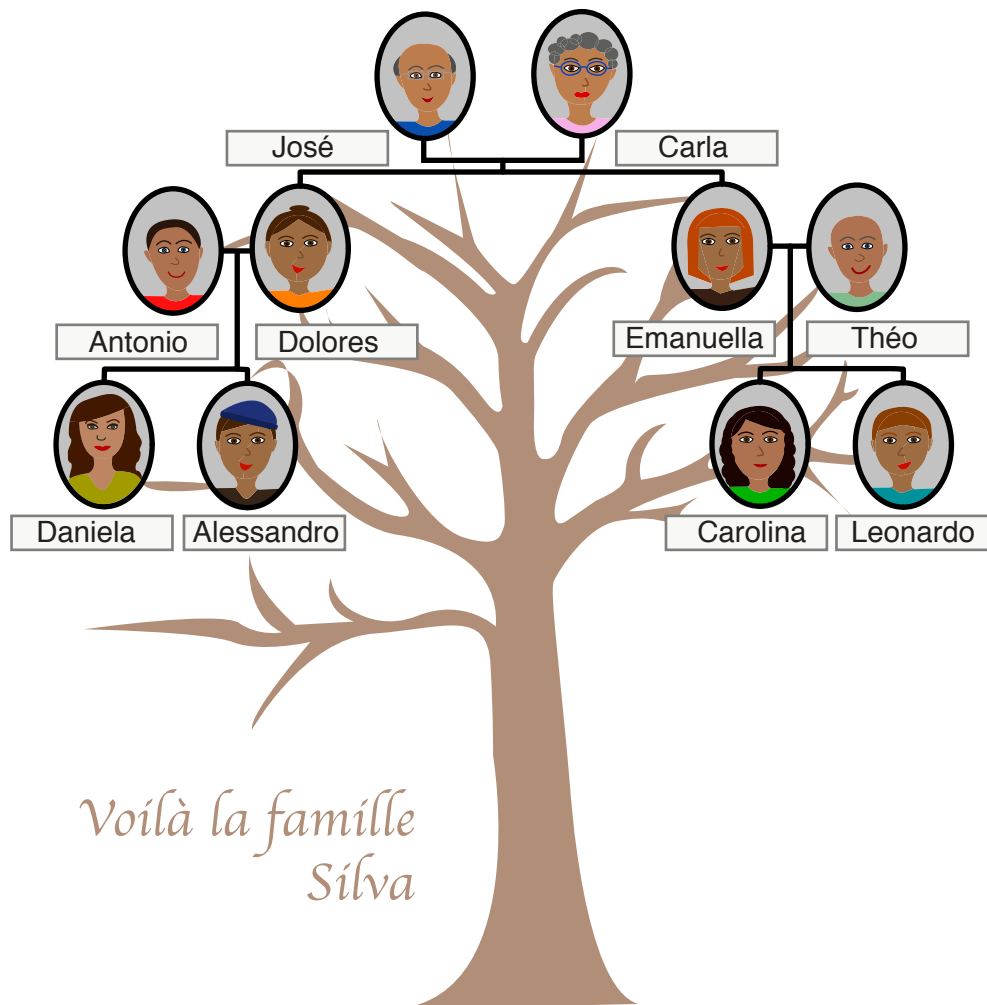 José Carla
Antonio Dolores Emanuella Théo
Daniela Alessandro Carolina Leonardo
Voilà la famille
Silva